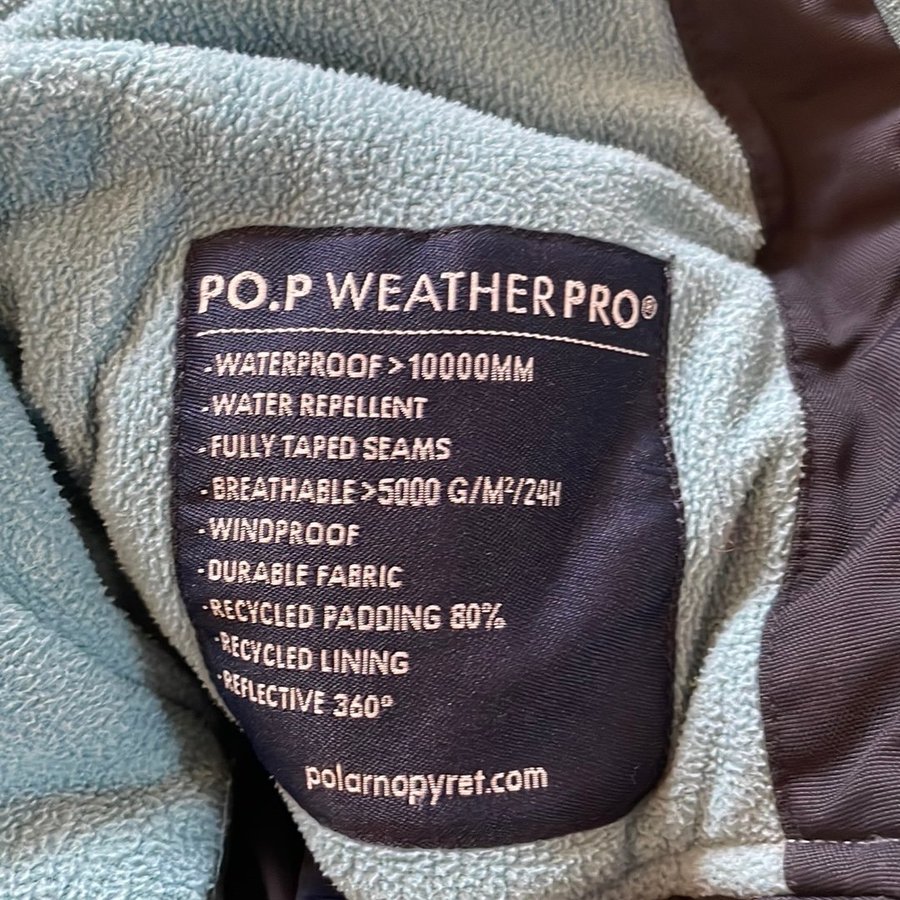 PO.P WEATHERPRO®
-WATERPROOF >10000MM
-WATER REPELLENT
-FULLY TAPED SEAMS
-BREATHABLE >5000 G/M²/24H
-WINDPROOF
-DURABLE FABRIC
-RECYCLED PADDING 80%
-RECYCLED LINING
-REFLECTIVE 360°
polarnopyret.com